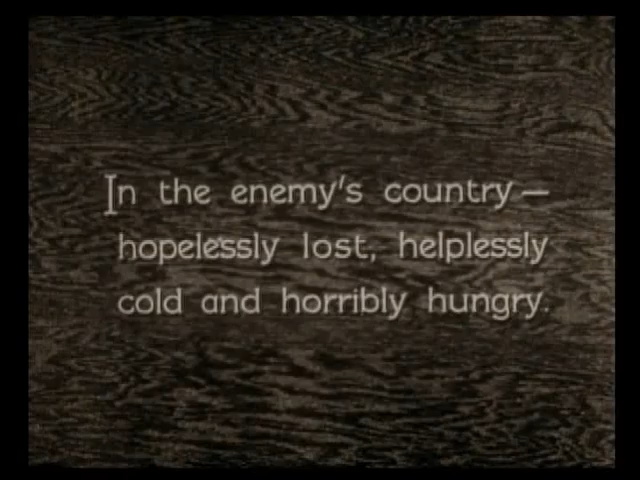 In the enemy's country—
hopelessly lost, helplessly
cold and horribly hungry.